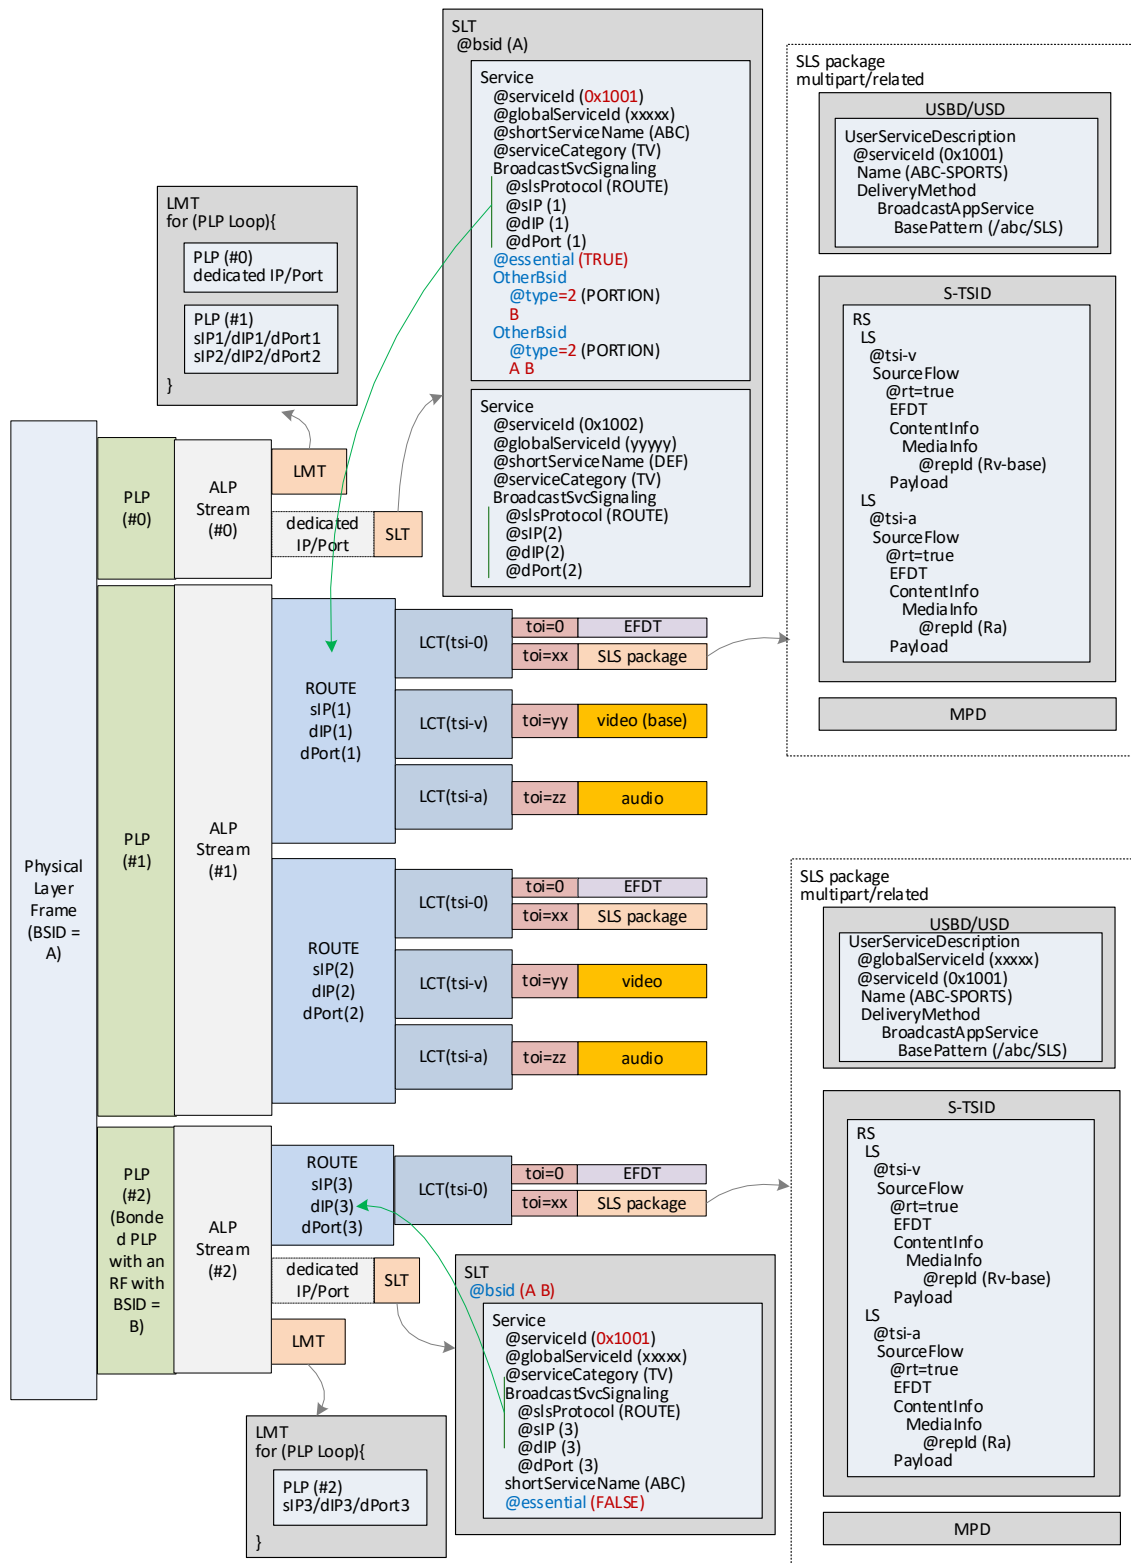 SLT
@bsid (A)
Service
@serviceId (0x1001)
@globalServiceId (xxxxx)
@shortServiceName (ABC)
@serviceCategory (TV)
BroadcastSvcSignaling
@slsProtocol (ROUTE)
@sIP (1)
@dIP (1)
@dPort (1)
@essential (TRUE)
OtherBsid
@type=2 (PORTION)
B
OtherBsid
@type=2 (PORTION)
A B
Service
@serviceId (0x1002)
@globalServiceId (yyyyy)
@shortServiceName (DEF)
@serviceCategory (TV)
BroadcastSvcSignaling
@slsProtocol (ROUTE)
@sIP(2)
@dIP(2)
@dPort(2)
SLS package
multipart/related
USBD/USD
UserServiceDescription
@serviceId (0x1001)
Name (ABC-SPORTS)
DeliveryMethod
BroadcastAppService
BasePattern (/abc/SLS)
S-TSID
RS
LS
@tsi-v
SourceFlow
@rt=true
EFDT
ContentInfo
MediaInfo
@repId (Rv-base)
Payload
LS
@tsi-a
SourceFlow
@rt=true
EFDT
ContentInfo
MediaInfo
@repId (Ra)
Payload
MPD
LMT
for (PLP Loop){
PLP (#0)
dedicated IP/Port
PLP (#1)
sIP1/dIP1/dPort1
sIP2/dIP2/dPort2
}
Physical
Layer
Frame
(BSID =
A)
PLP
(#0)
ALP
Stream
(#0)
LMT
dedicated
IP/Port
SLT
PLP
(#1)
ALP
Stream
(#1)
ROUTE
sIP(1)
dIP(1)
dPort(1)
LCT(tsi-0)
toi=0
EFDT
toi=xx
SLS package
LCT(tsi-v)
toi=yy
video (base)
LCT(tsi-a)
toi=zz
audio
ROUTE
sIP(2)
dIP(2)
dPort(2)
LCT(tsi-0)
toi=0
EFDT
toi=xx
SLS package
LCT(tsi-v)
toi=yy
video
LCT(tsi-a)
toi=zz
audio
PLP
(#2)
(Bonde
d PLP
with an
RF with
BSID =
B)
ALP
Stream
(#2)
ROUTE
sIP(3)
dIP(3)
dPort(3)
LCT(tsi-0)
toi=0
EFDT
toi=xx
SLS package
dedicated
IP/Port
SLT
LMT
LMT
for (PLP Loop){
PLP (#2)
sIP3/dIP3/dPort3
}
SLT
@bsid (A B)
Service
@serviceId (0x1001)
@globalServiceId (xxxxx)
@serviceCategory (TV)
BroadcastSvcSignaling
@slsProtocol (ROUTE)
@sIP (3)
@dIP (3)
@dPort (3)
shortServiceName (ABC)
@essential (FALSE)
SLS package
multipart/related
USBD/USD
UserServiceDescription
@globalServiceId (xxxxx)
@serviceId (0x1001)
Name (ABC-SPORTS)
DeliveryMethod
BroadcastAppService
BasePattern (/abc/SLS)
S-TSID
RS
LS
@tsi-v
SourceFlow
@rt=true
EFDT
ContentInfo
MediaInfo
@repId (Rv-base)
Payload
LS
@tsi-a
SourceFlow
@rt=true
EFDT
ContentInfo
MediaInfo
@repId (Ra)
Payload
MPD